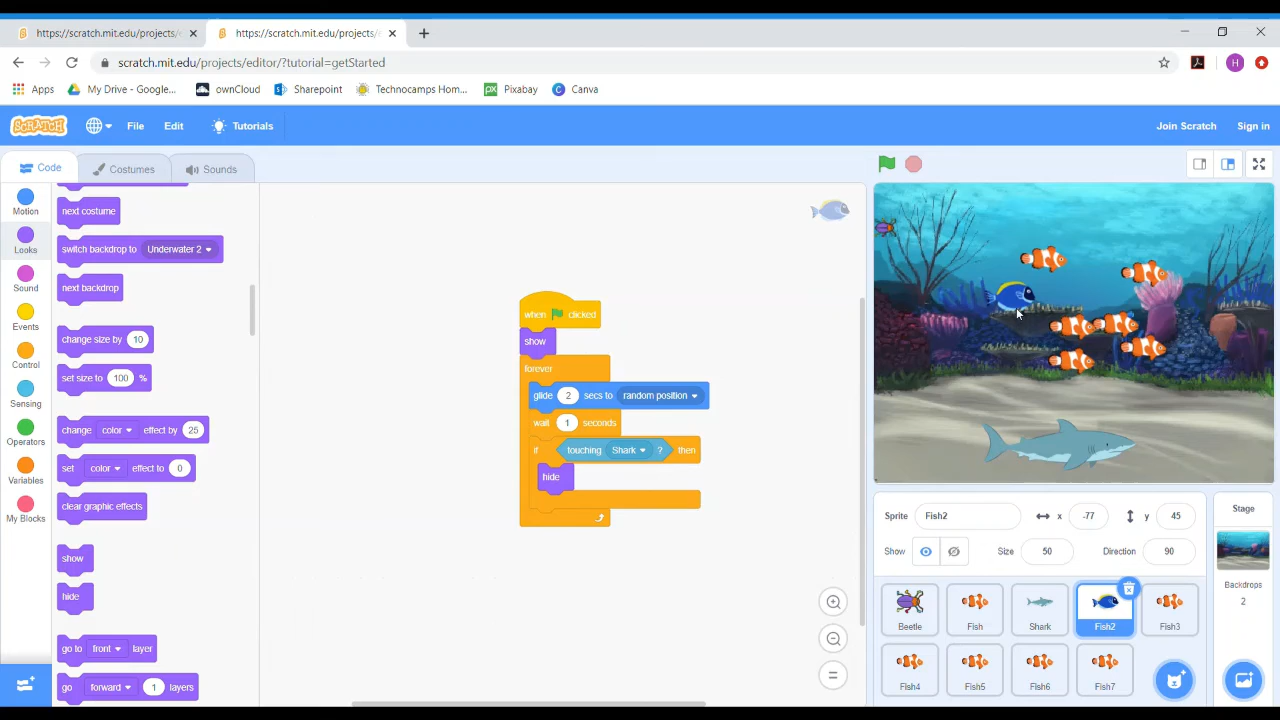 https://scratch.mit.edu/projects/
https://scratch.mit.edu/projects/
scratch.mit.edu/projects/editor/?tutorial=getStarted
H
Apps
My Drive - Google...
ownCloud
Sharepoint
Technocamps Hom...
px
Pixabay
C
Canva
SCRATCH
File
Edit
Tutorials
Join Scratch
Sign in
Code
Costumes
Sounds
Motion
Looks
Sound
Events
Control
Sensing
Operators
Variables
My Blocks
next costume
switch backdrop to Underwater 2
next backdrop
change size by 10
set size to 100 %
change color effect by 25
set color effect to 0
clear graphic effects
show
hide
go to front layer
go forward 1 layers
when clicked
show
forever
glide 2 secs to random position
wait 1 seconds
if touching Shark ? then
hide
Sprite Fish2 x -77 y 45
Show Size 50 Direction 90
Beetle
Fish
Shark
Fish2
Fish3
Fish4
Fish5
Fish6
Fish7
Stage
Backdrops
2